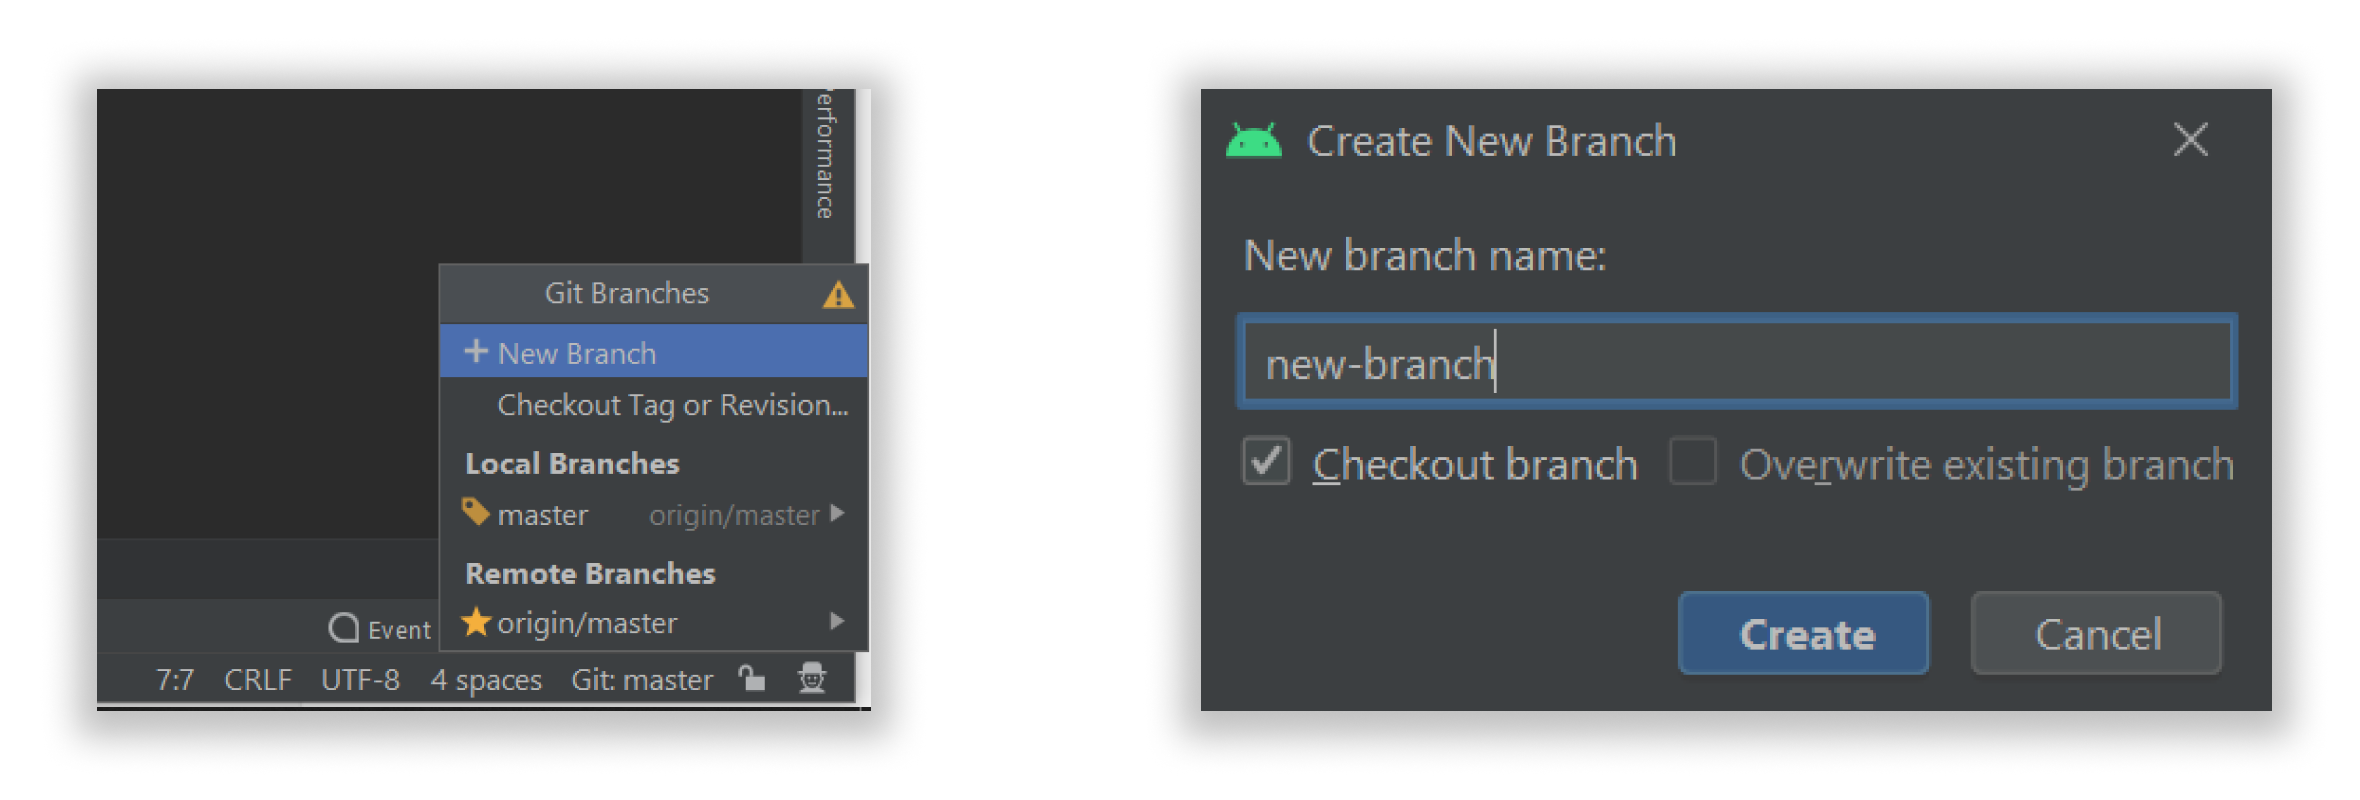 erformance
Git Branches
New Branch
Checkout Tag or Revision...
Local Branches
master origin/master
Remote Branches
origin/master
Event
7:7 CRLF UTF-8 4 spaces Git: master
Create New Branch
New branch name:
new-branch
Checkout branch Overwrite existing branch
Create Cancel